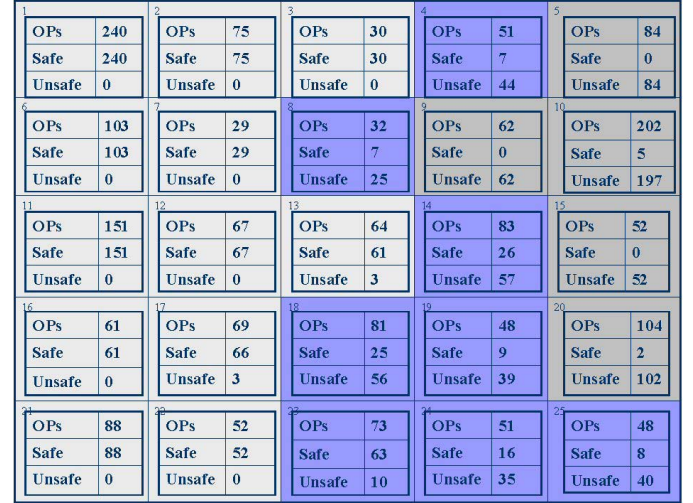 1 2 3 4 5
OPs 240 OPs 75 OPs 30 OPs 51 OPs 84
Safe 240 Safe 75 Safe 30 Safe 7 Safe 0
Unsafe 0 Unsafe 0 Unsafe 0 Unsafe 44 Unsafe 84
6 7 8 9 10
OPs 103 OPs 29 OPs 32 OPs 62 OPs 202
Safe 103 Safe 29 Safe 7 Safe 0 Safe 5
Unsafe 0 Unsafe 0 Unsafe 25 Unsafe 62 Unsafe 197
11 12 13 14 15
OPs 151 OPs 67 OPs 64 OPs 83 OPs 52
Safe 151 Safe 67 Safe 61 Safe 26 Safe 0
Unsafe 0 Unsafe 0 Unsafe 3 Unsafe 57 Unsafe 52
16 17 18 19 20
OPs 61 OPs 69 OPs 81 OPs 48 OPs 104
Safe 61 Safe 66 Safe 25 Safe 9 Safe 2
Unsafe 0 Unsafe 3 Unsafe 56 Unsafe 39 Unsafe 102
21 22 23 24 25
OPs 88 OPs 52 OPs 73 OPs 51 OPs 48
Safe 88 Safe 52 Safe 63 Safe 16 Safe 8
Unsafe 0 Unsafe 0 Unsafe 10 Unsafe 35 Unsafe 40